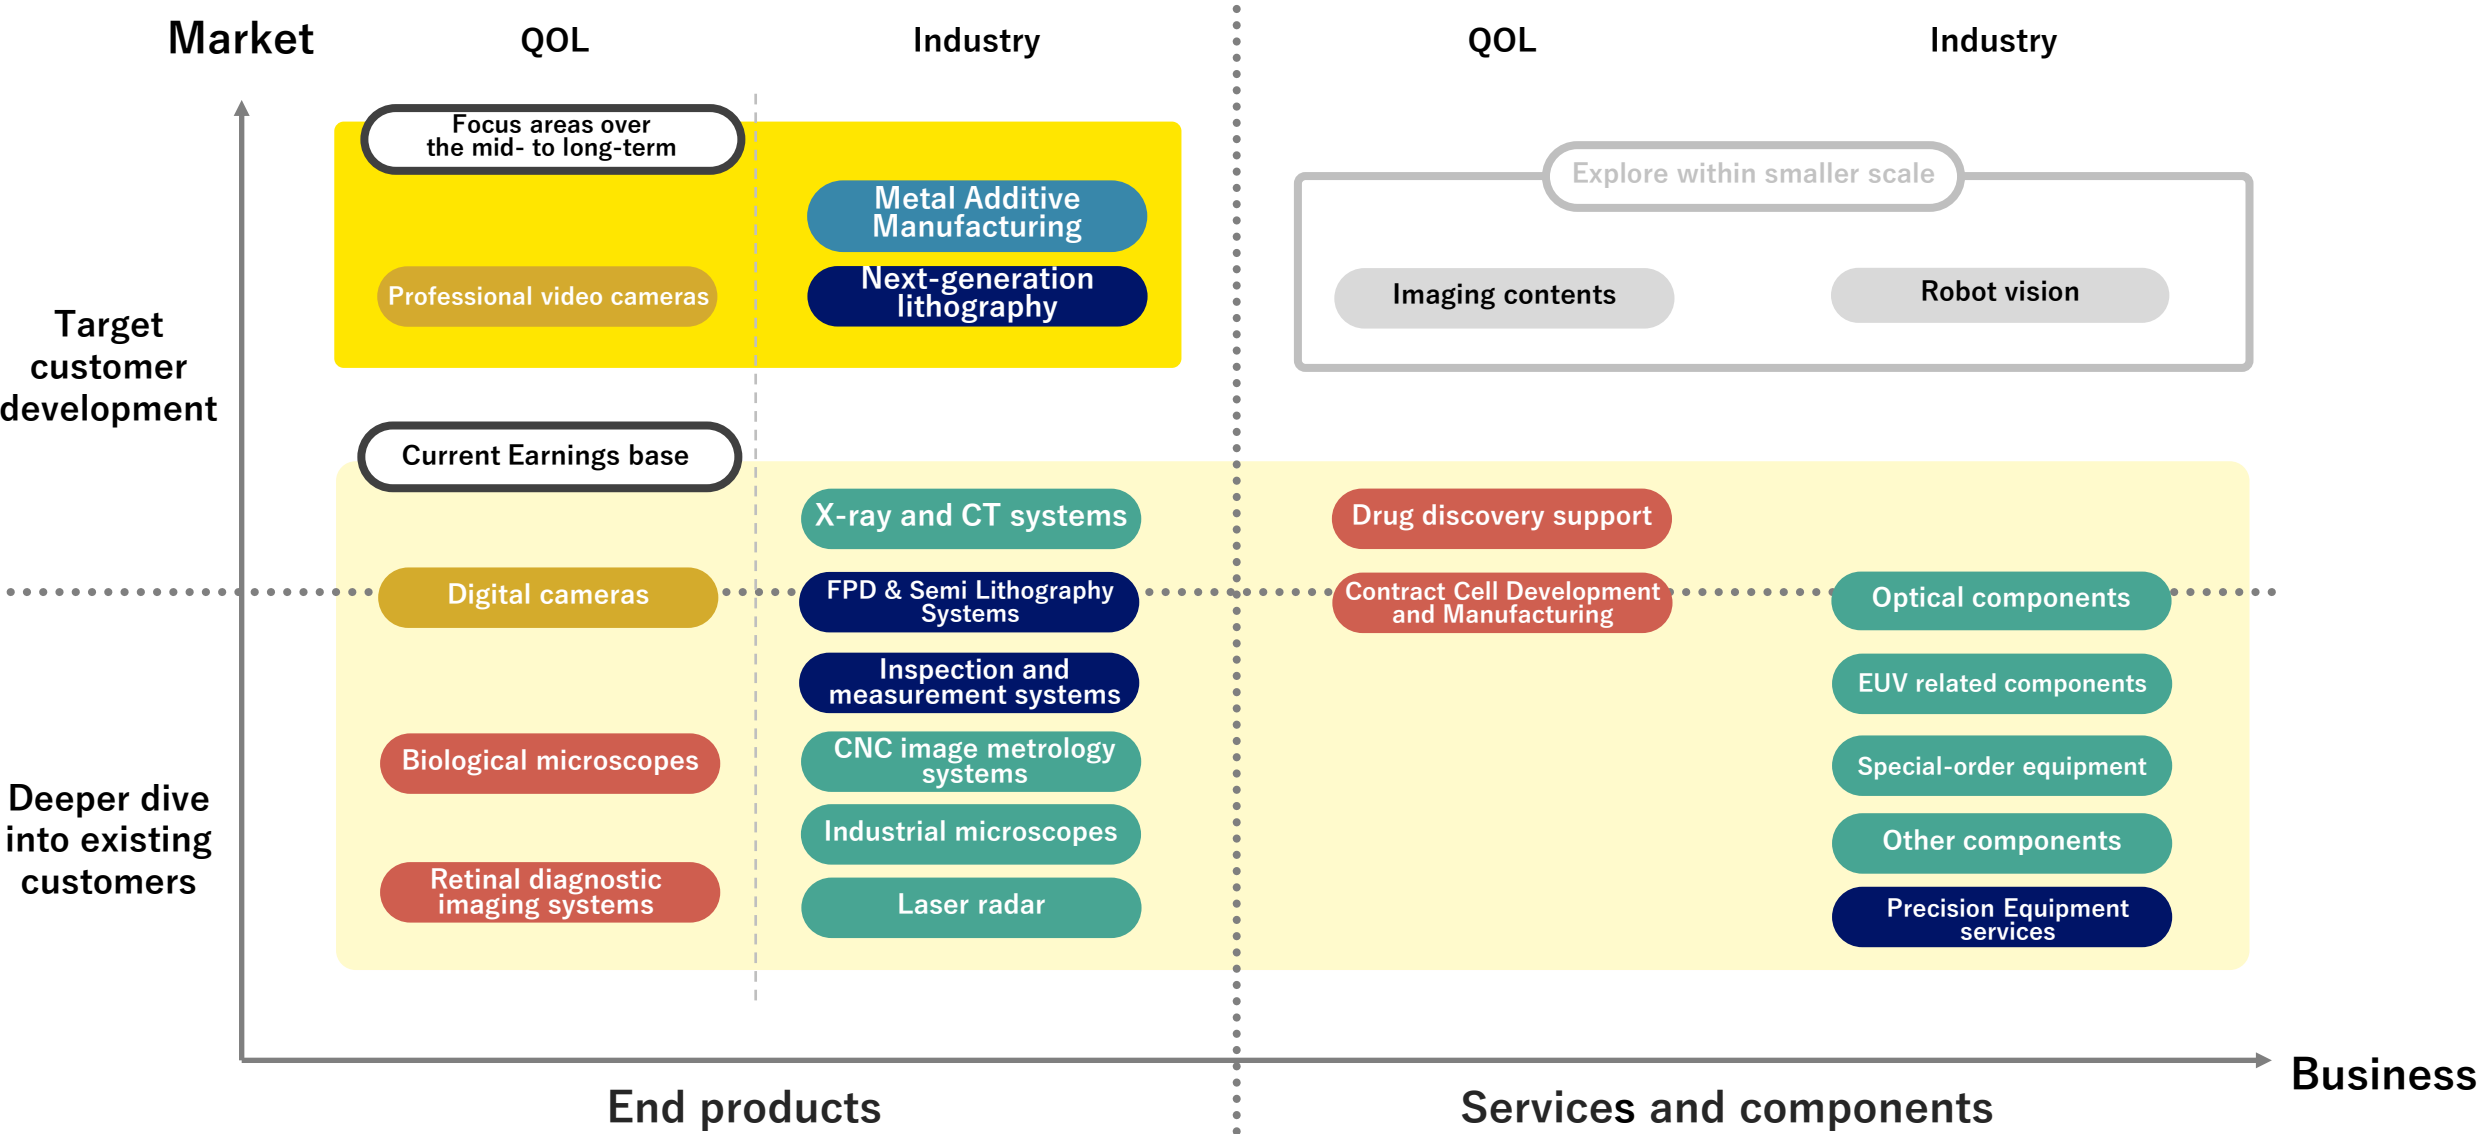 Market
QOL
Industry
QOL
Industry
Focus areas over
the mid- to long-term
Metal Additive
Manufacturing
Professional video cameras
Next-generation
lithography
Explore within smaller scale
Imaging contents
Robot vision
Target
customer
development
Current Earnings base
X-ray and CT systems
Drug discovery support
Digital cameras
FPD & Semi Lithography
Systems
Contract Cell Development
and Manufacturing
Optical components
Inspection and
measurement systems
EUV related components
Biological microscopes
CNC image metrology
systems
Special-order equipment
Deeper dive
into existing
customers
Industrial microscopes
Other components
Retinal diagnostic
imaging systems
Laser radar
Precision Equipment
services
Business
End products
Services and components